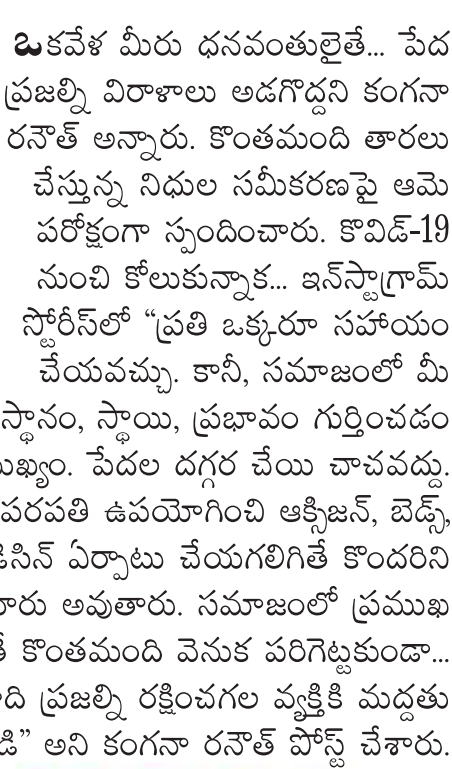 ఒకవేళ మీరు ధనవంతులైతే... పేద
ప్రజల్ని విరాళాలు అడగొద్దని కంగనా
రనౌత్ అన్నారు. కొంతమంది తారలు
చేస్తున్న నిధుల సమీకరణపై ఆమె
పరోక్షంగా స్పందించారు. కొవిడ్-19
నుంచి కోలుకున్నాక... ఇన్‌స్టాగ్రామ్
స్టోరీస్‌లో “ప్రతి ఒక్కరూ సహాయం
చేయవచ్చు. కానీ, సమాజంలో మీ
స్థానం, స్థాయి, ప్రభావం గుర్తించడం
పేదల దగ్గర చేయి చాచవద్దు.
పరపతి ఉపయోగించి ఆక్సిజన్, బెడ్స్,
ఏర్పాటు చేయగలిగితే కొందరిని
అవుతారు. సమాజంలో ప్రముఖ
కొంతమంది వెనుక పరిగెట్టకుండా...
ప్రజల్ని రక్షించగల వ్యక్తికి మద్దతు
అని కంగనా రనౌత్ పోస్ట్ చేశారు.